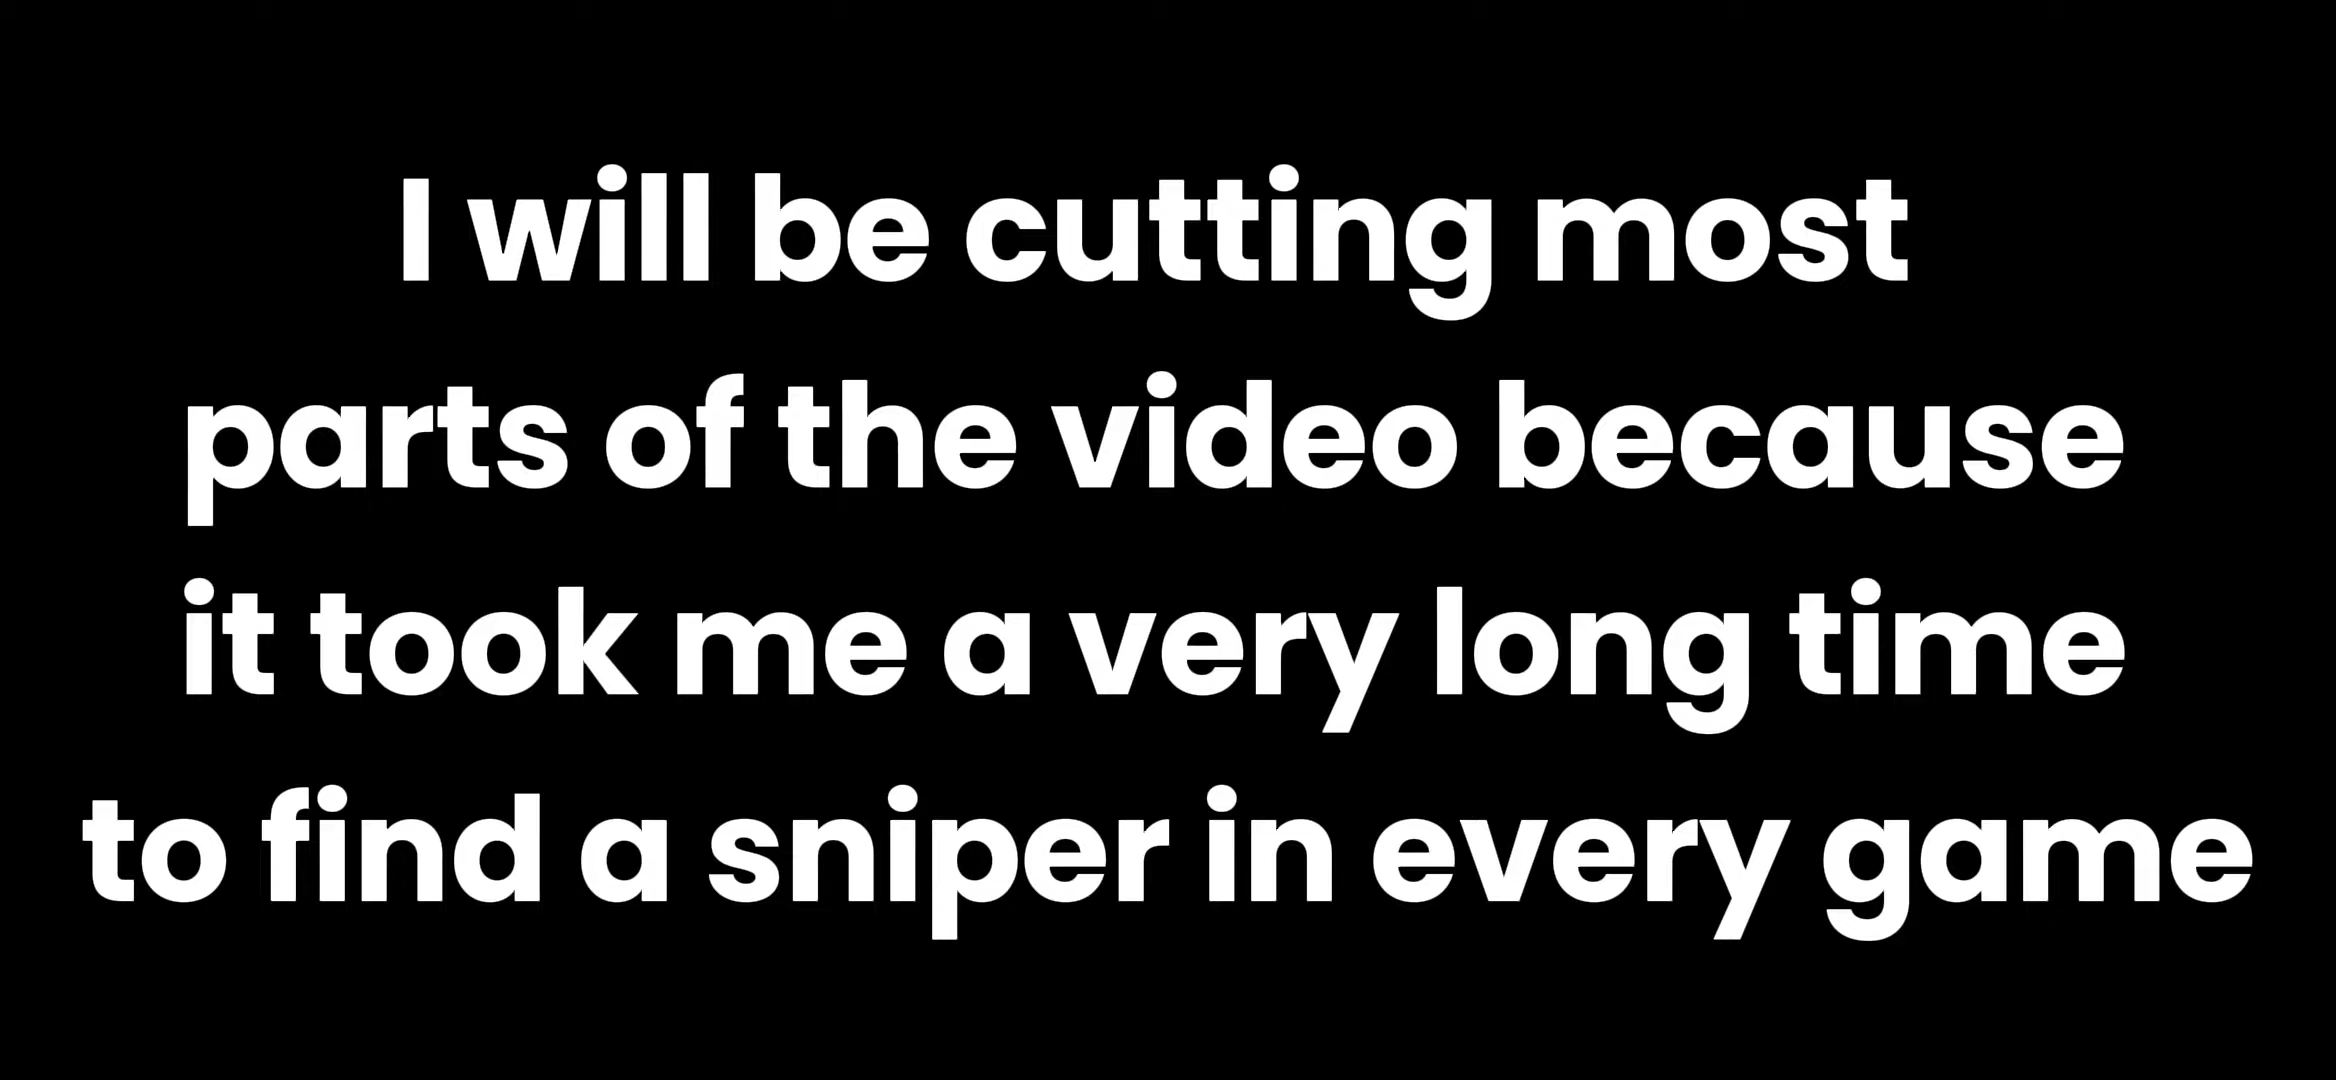 I will be cutting most
parts of the video because
it took me a very long time
to find a sniper in every game